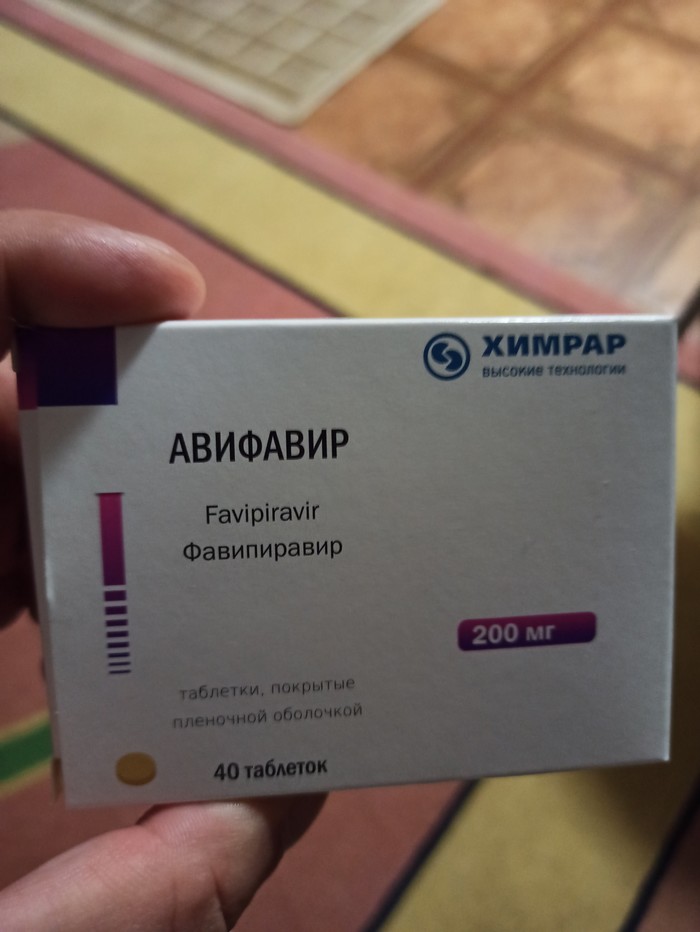 ХИМРАР
ВЫСОКИЕ ТЕХНОЛОГИИ
АВИФАВИР
Favipiravir
Фавипиравир
200 мг
таблетки, покрытые
пленочной оболочкой
40 таблеток